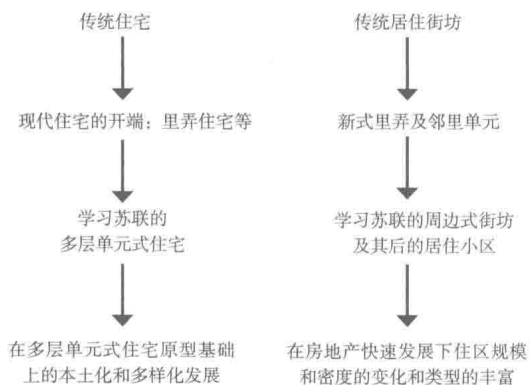 传统住宅
现代住宅的开端：里弄住宅等
学习苏联的
多层单元式住宅
在多层单元式住宅原型基础
上的本土化和多样化发展
传统居住街坊
新式里弄及邻里单元
学习苏联的周边式街坊
及其后的居住小区
在房地产快速发展下住区规模
和密度的变化和类型的丰富